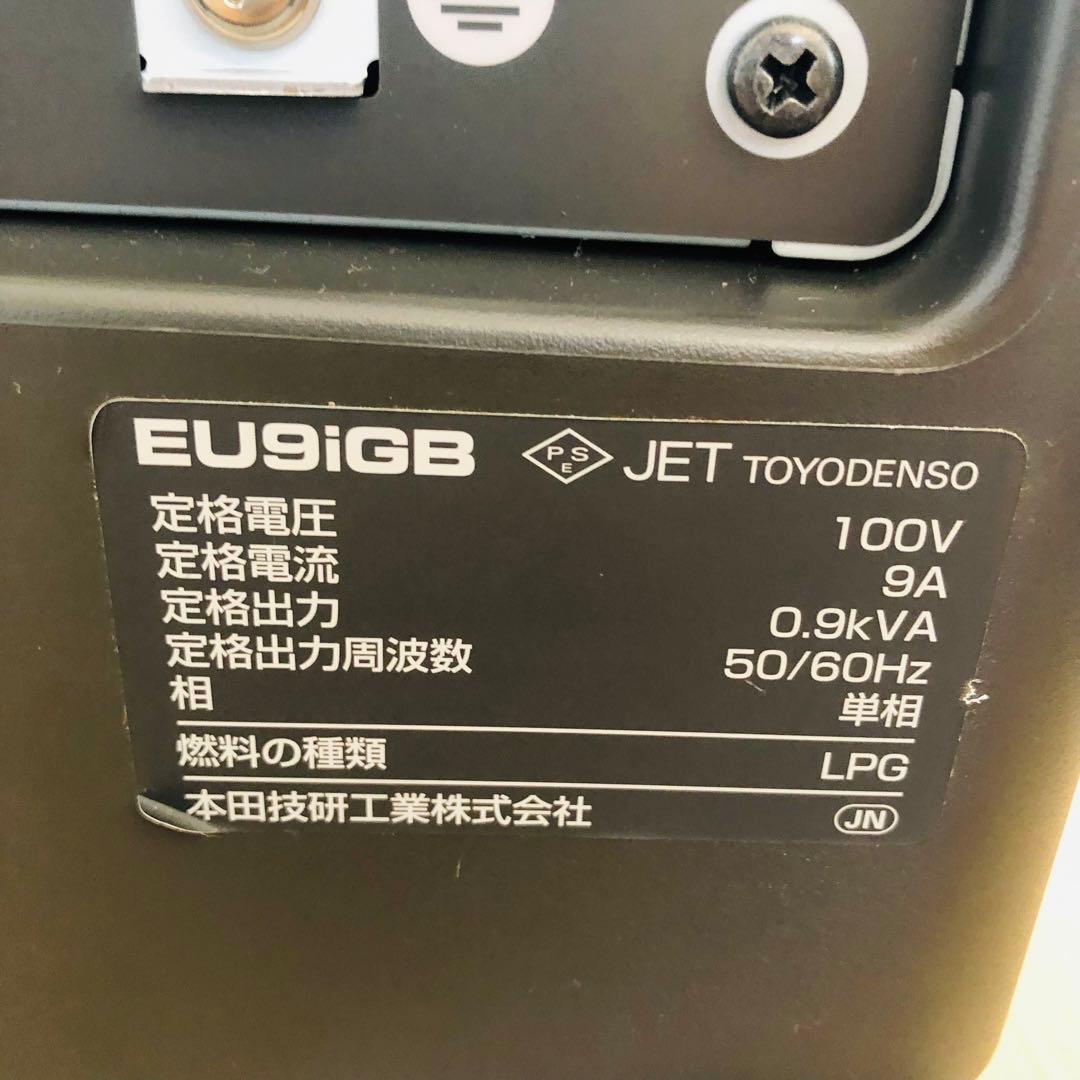 EU9iGB PSE JET TOYODENSO
定格電圧 100V
定格電流 9A
定格出力 0.9kVA
定格出力周波数 50/60Hz
相 単相
燃料の種類 LPG
本田技研工業株式会社 JN